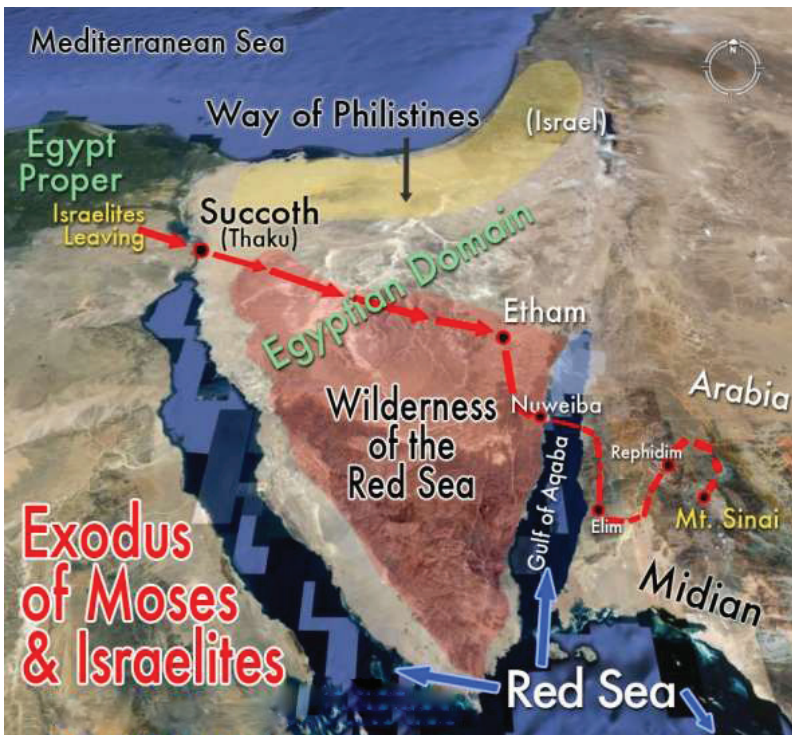 Mediterranean Sea
N
Way of Philistines
(Israel)
Egypt
Proper
Israelites
Leaving
Succoth
(Thaku)
Egyptian Domain
Etham
Wilderness
of the
Red Sea
Nuweiba
Arabia
Rephidim
Gulf of Aqaba
Elim
Mt. Sinai
Exodus
of Moses
& Israelites
Midian
Red Sea